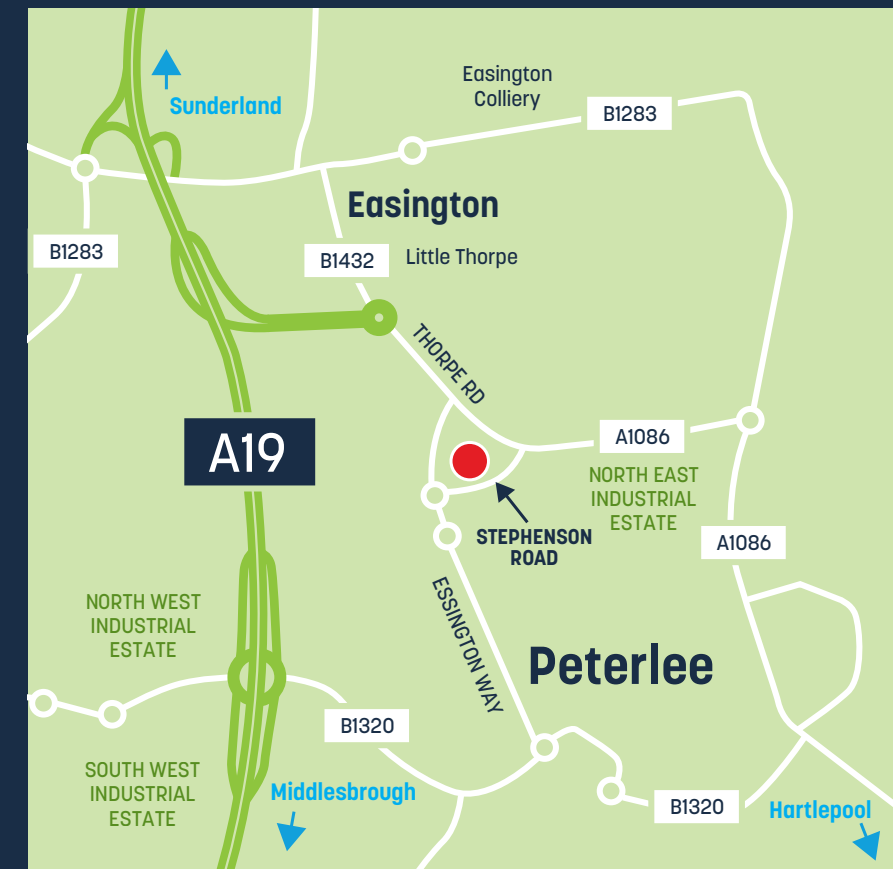 Easington
Colliery
Sunderland
B1283
Easington
B1283
B1432
Little Thorpe
THORPE RD
A19
A1086
NORTH EAST
INDUSTRIAL
ESTATE
STEPHENSON
ROAD
A1086
ESSINGTON WAY
NORTH WEST
INDUSTRIAL
ESTATE
Peterlee
B1320
SOUTH WEST
INDUSTRIAL
ESTATE
Middlesbrough
B1320
Hartlepool